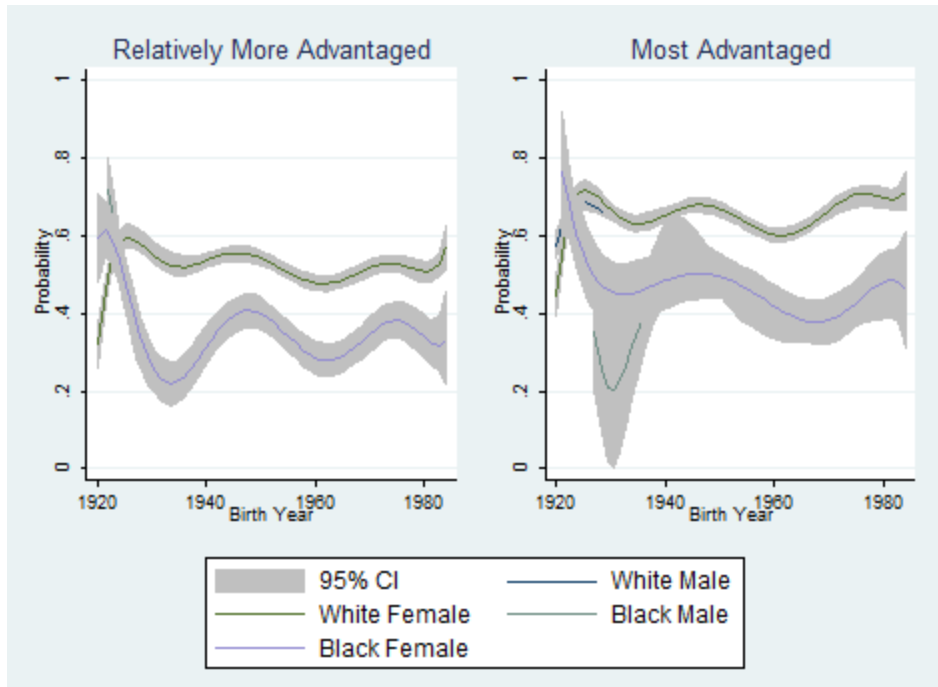 Relatively More Advantaged
Most Advantaged
Probability
1
.8
.6
.4
.2
0
1920
1940
1960
1980
Birth Year
Probability
1
.8
.6
.4
.2
0
1920
1940
1960
1980
Birth Year
95% CI
White Male
White Female
Black Male
Black Female